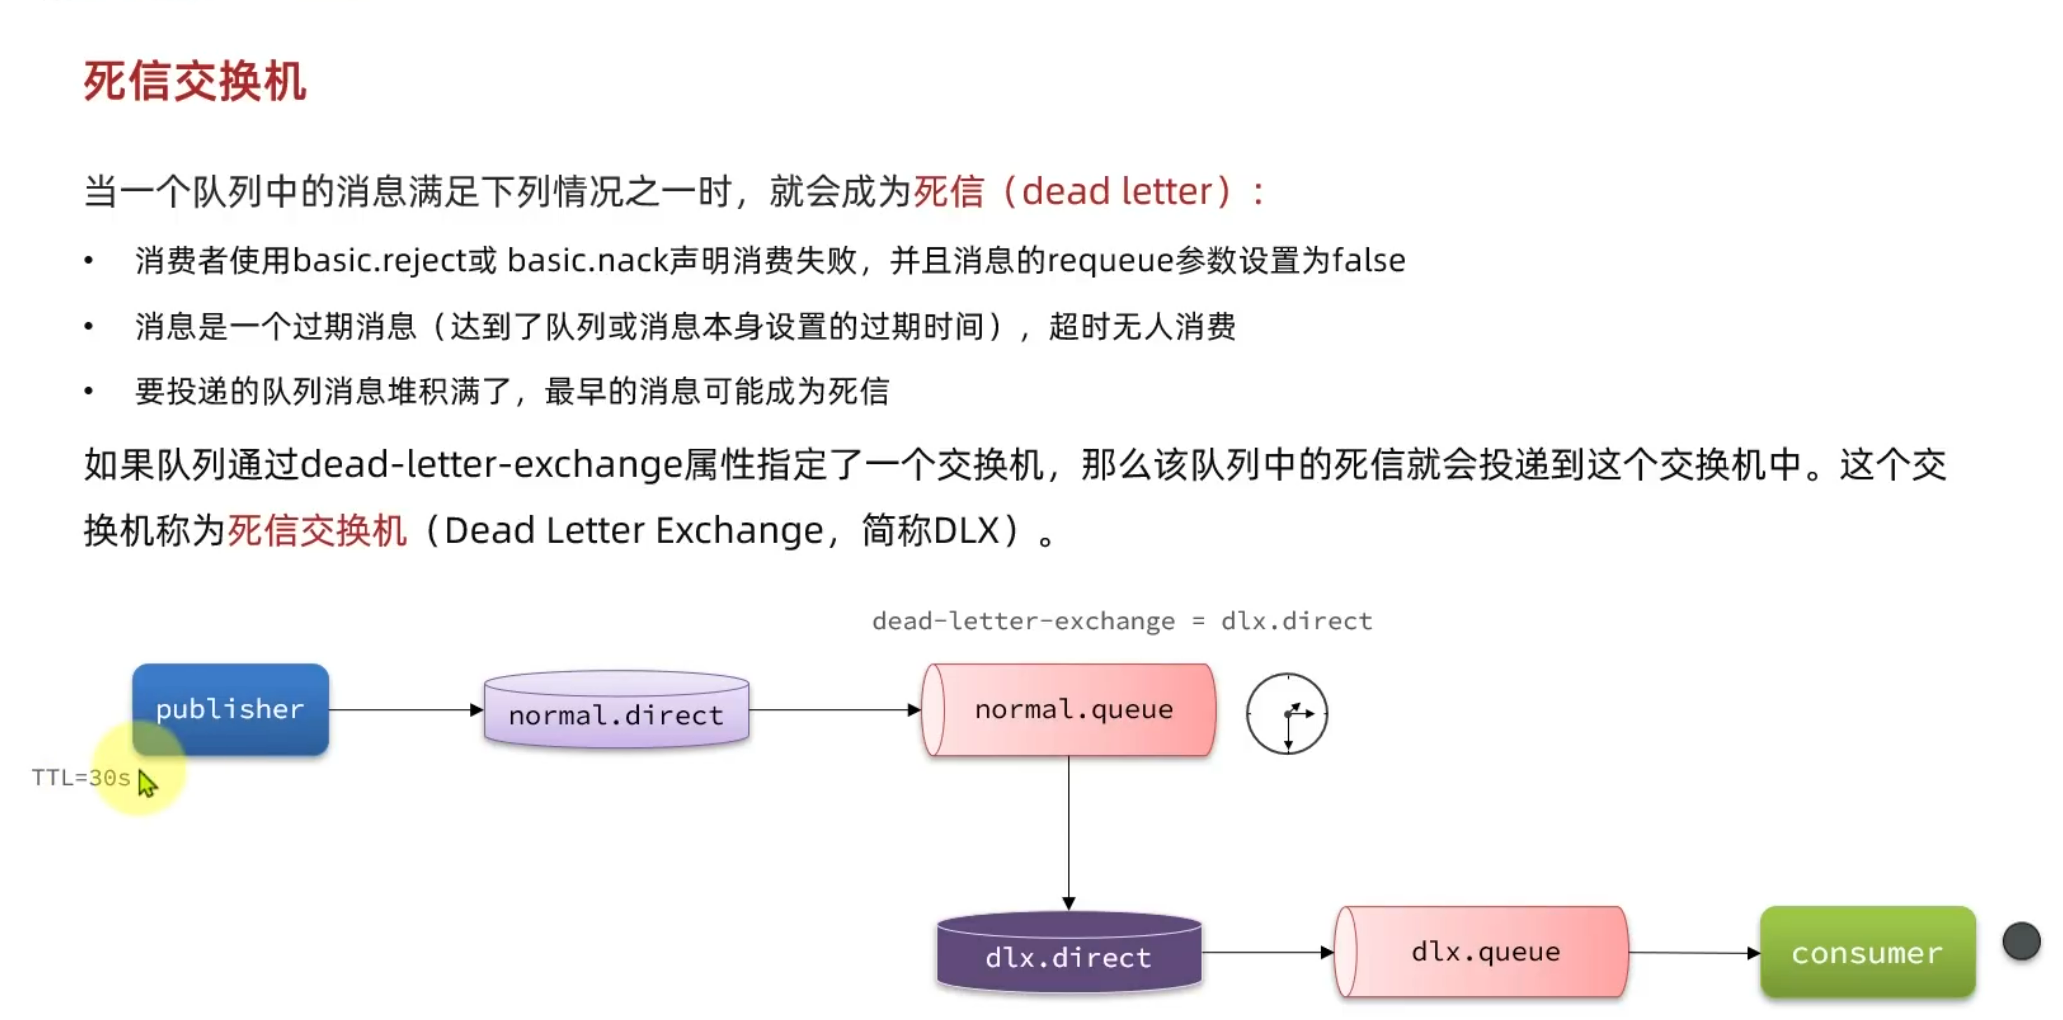 死信交换机
当一个队列中的消息满足下列情况之一时，就会成为死信（dead letter）：
• 消费者使用basic.reject或 basic.nack声明消费失败，并且消息的requeue参数设置为false
• 消息是一个过期消息（达到了队列或消息本身设置的过期时间），超时无人消费
• 要投递的队列消息堆积满了，最早的消息可能成为死信
如果队列通过dead-letter-exchange属性指定了一个交换机，那么该队列中的死信就会投递到这个交换机中。这个交
换机称为死信交换机（Dead Letter Exchange，简称DLX）。
dead-letter-exchange = dlx.direct
publisher
normal.direct
normal.queue
TTL=30s
dlx.direct
dlx.queue
consumer